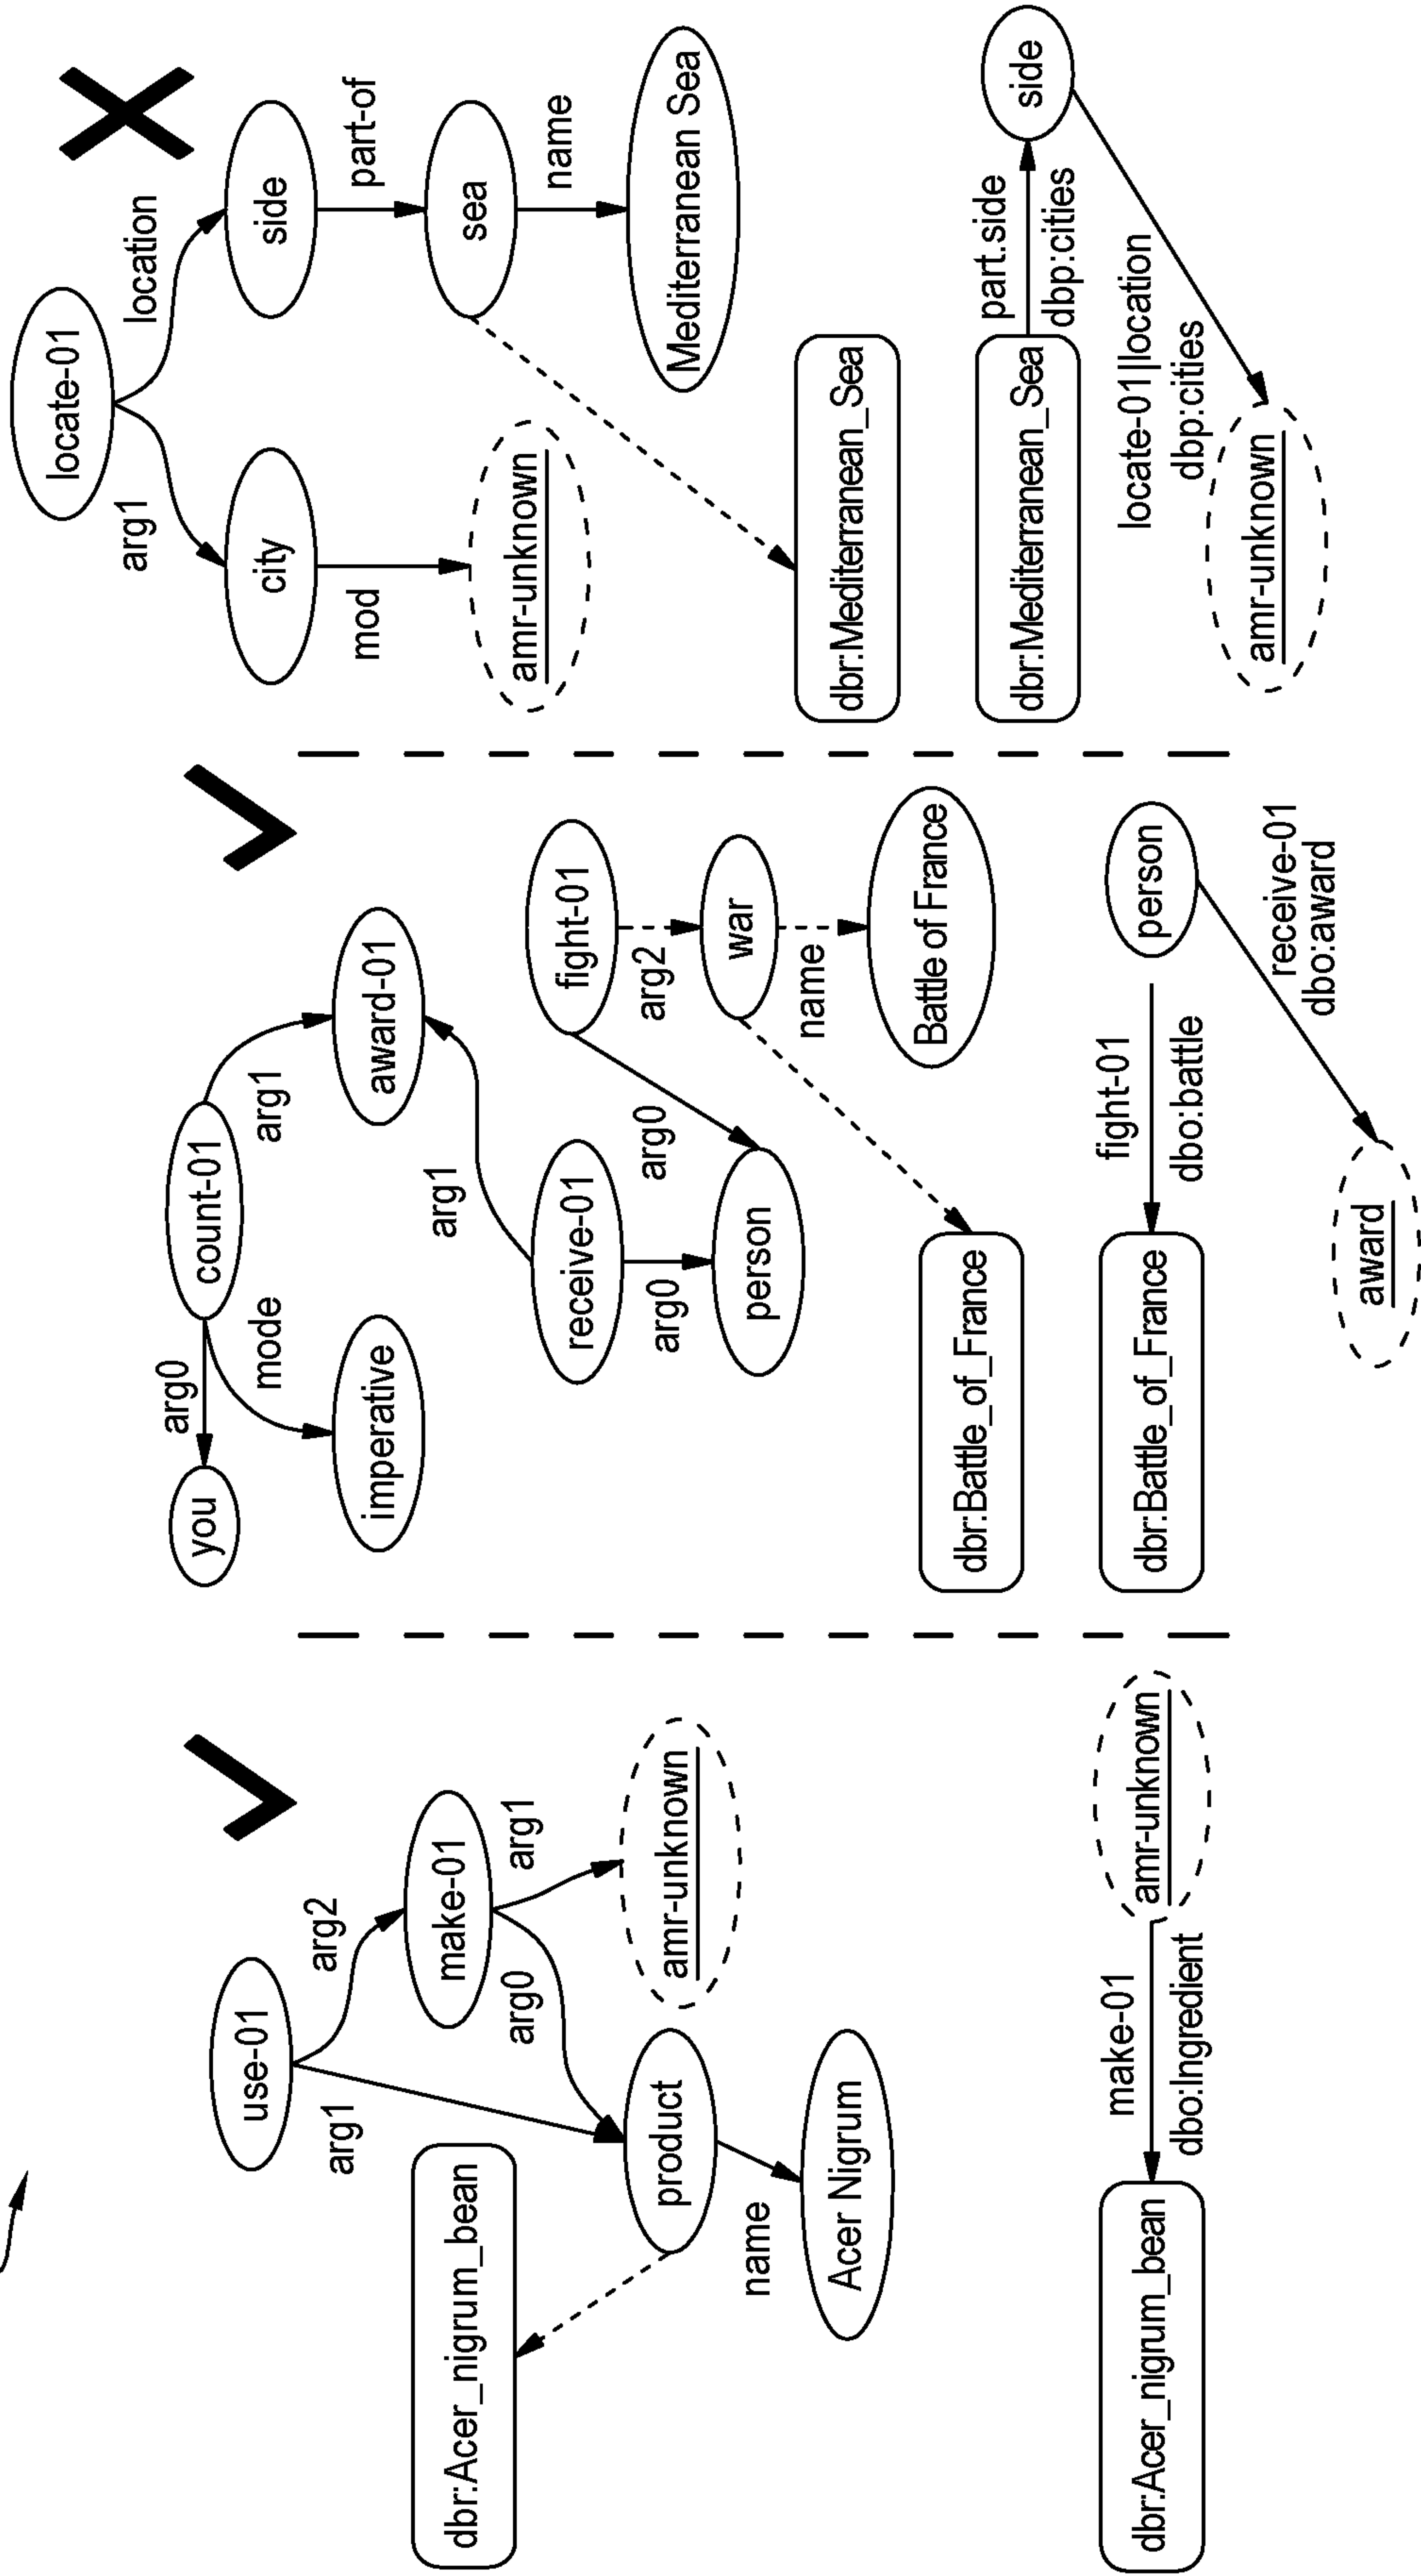 use-01
arg1
arg2
make-01
dbr:Acer_nigrum_bean
arg0
arg1
product
amr-unknown
name
Acer Nigrum
dbr:Acer_nigrum_bean
make-01
dbo:Ingredient
amr-unknown
you
arg0
count-01
mode
arg1
imperative
award-01
arg1
receive-01
fight-01
arg0
arg0
arg2
person
war
name
Battle of France
dbr:Battle_of_France
dbr:Battle_of_France
fight-01
dbo:battle
person
receive-01
dbo:award
award
locate-01
arg1
location
city
side
mod
part-of
amr-unknown
sea
name
Mediterranean Sea
dbr:Mediterranean_Sea
dbr:Mediterranean_Sea
part.side
dbp:cities
side
locate-01||location
dbp:cities
amr-unknown